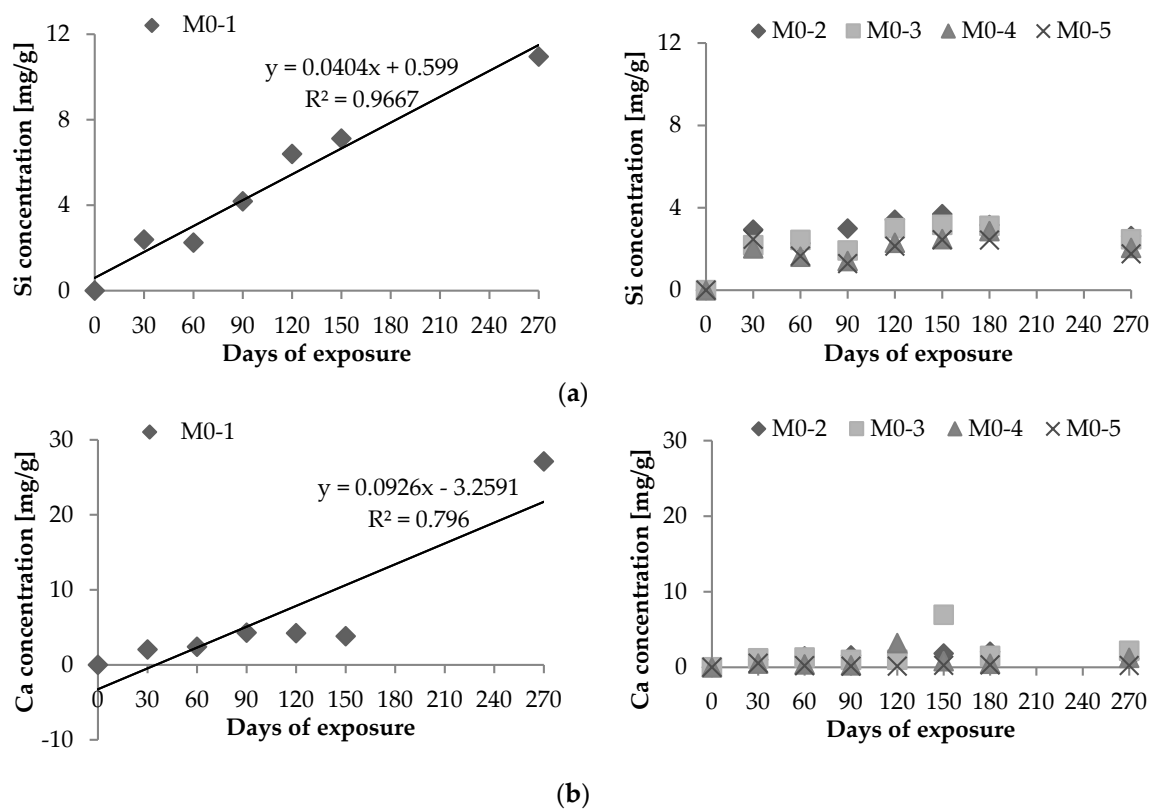 M0-1
Si concentration [mg/g]
12
8
4
0
y = 0.0404x + 0.599
R² = 0.9667
0 30 60 90 120 150 180 210 240 270
Days of exposure
M0-2 M0-3 M0-4 M0-5
Si concentration [mg/g]
12
8
4
0
0 30 60 90 120 150 180 210 240 270
Days of exposure
(a)
M0-1
Ca concentration [mg/g]
30
20
10
0
-10
y = 0.0926x - 3.2591
R² = 0.796
0 30 60 90 120 150 180 210 240 270
Days of exposure
M0-2 M0-3 M0-4 M0-5
Ca concentration [mg/g]
30
20
10
0
0 30 60 90 120 150 180 210 240 270
Days of exposure
(b)